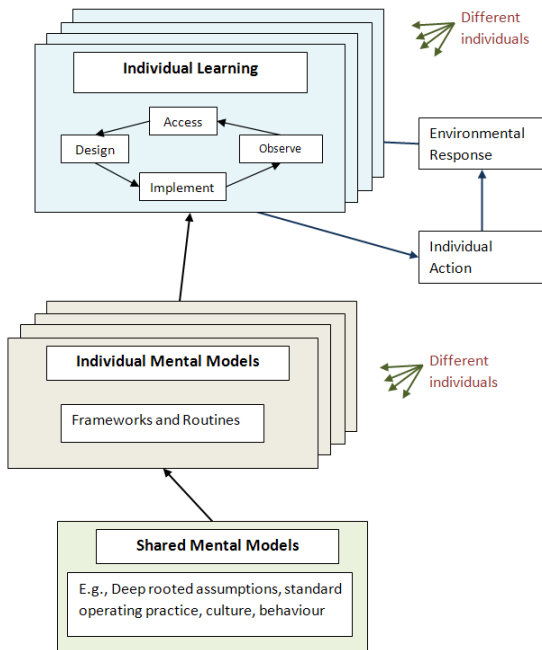 Different
individuals
Individual Learning
Access
Design
Observe
Implement
Environmental
Response
Individual
Action
Individual Mental Models
Frameworks and Routines
Different
individuals
Shared Mental Models
E.g., Deep rooted assumptions, standard
operating practice, culture, behaviour